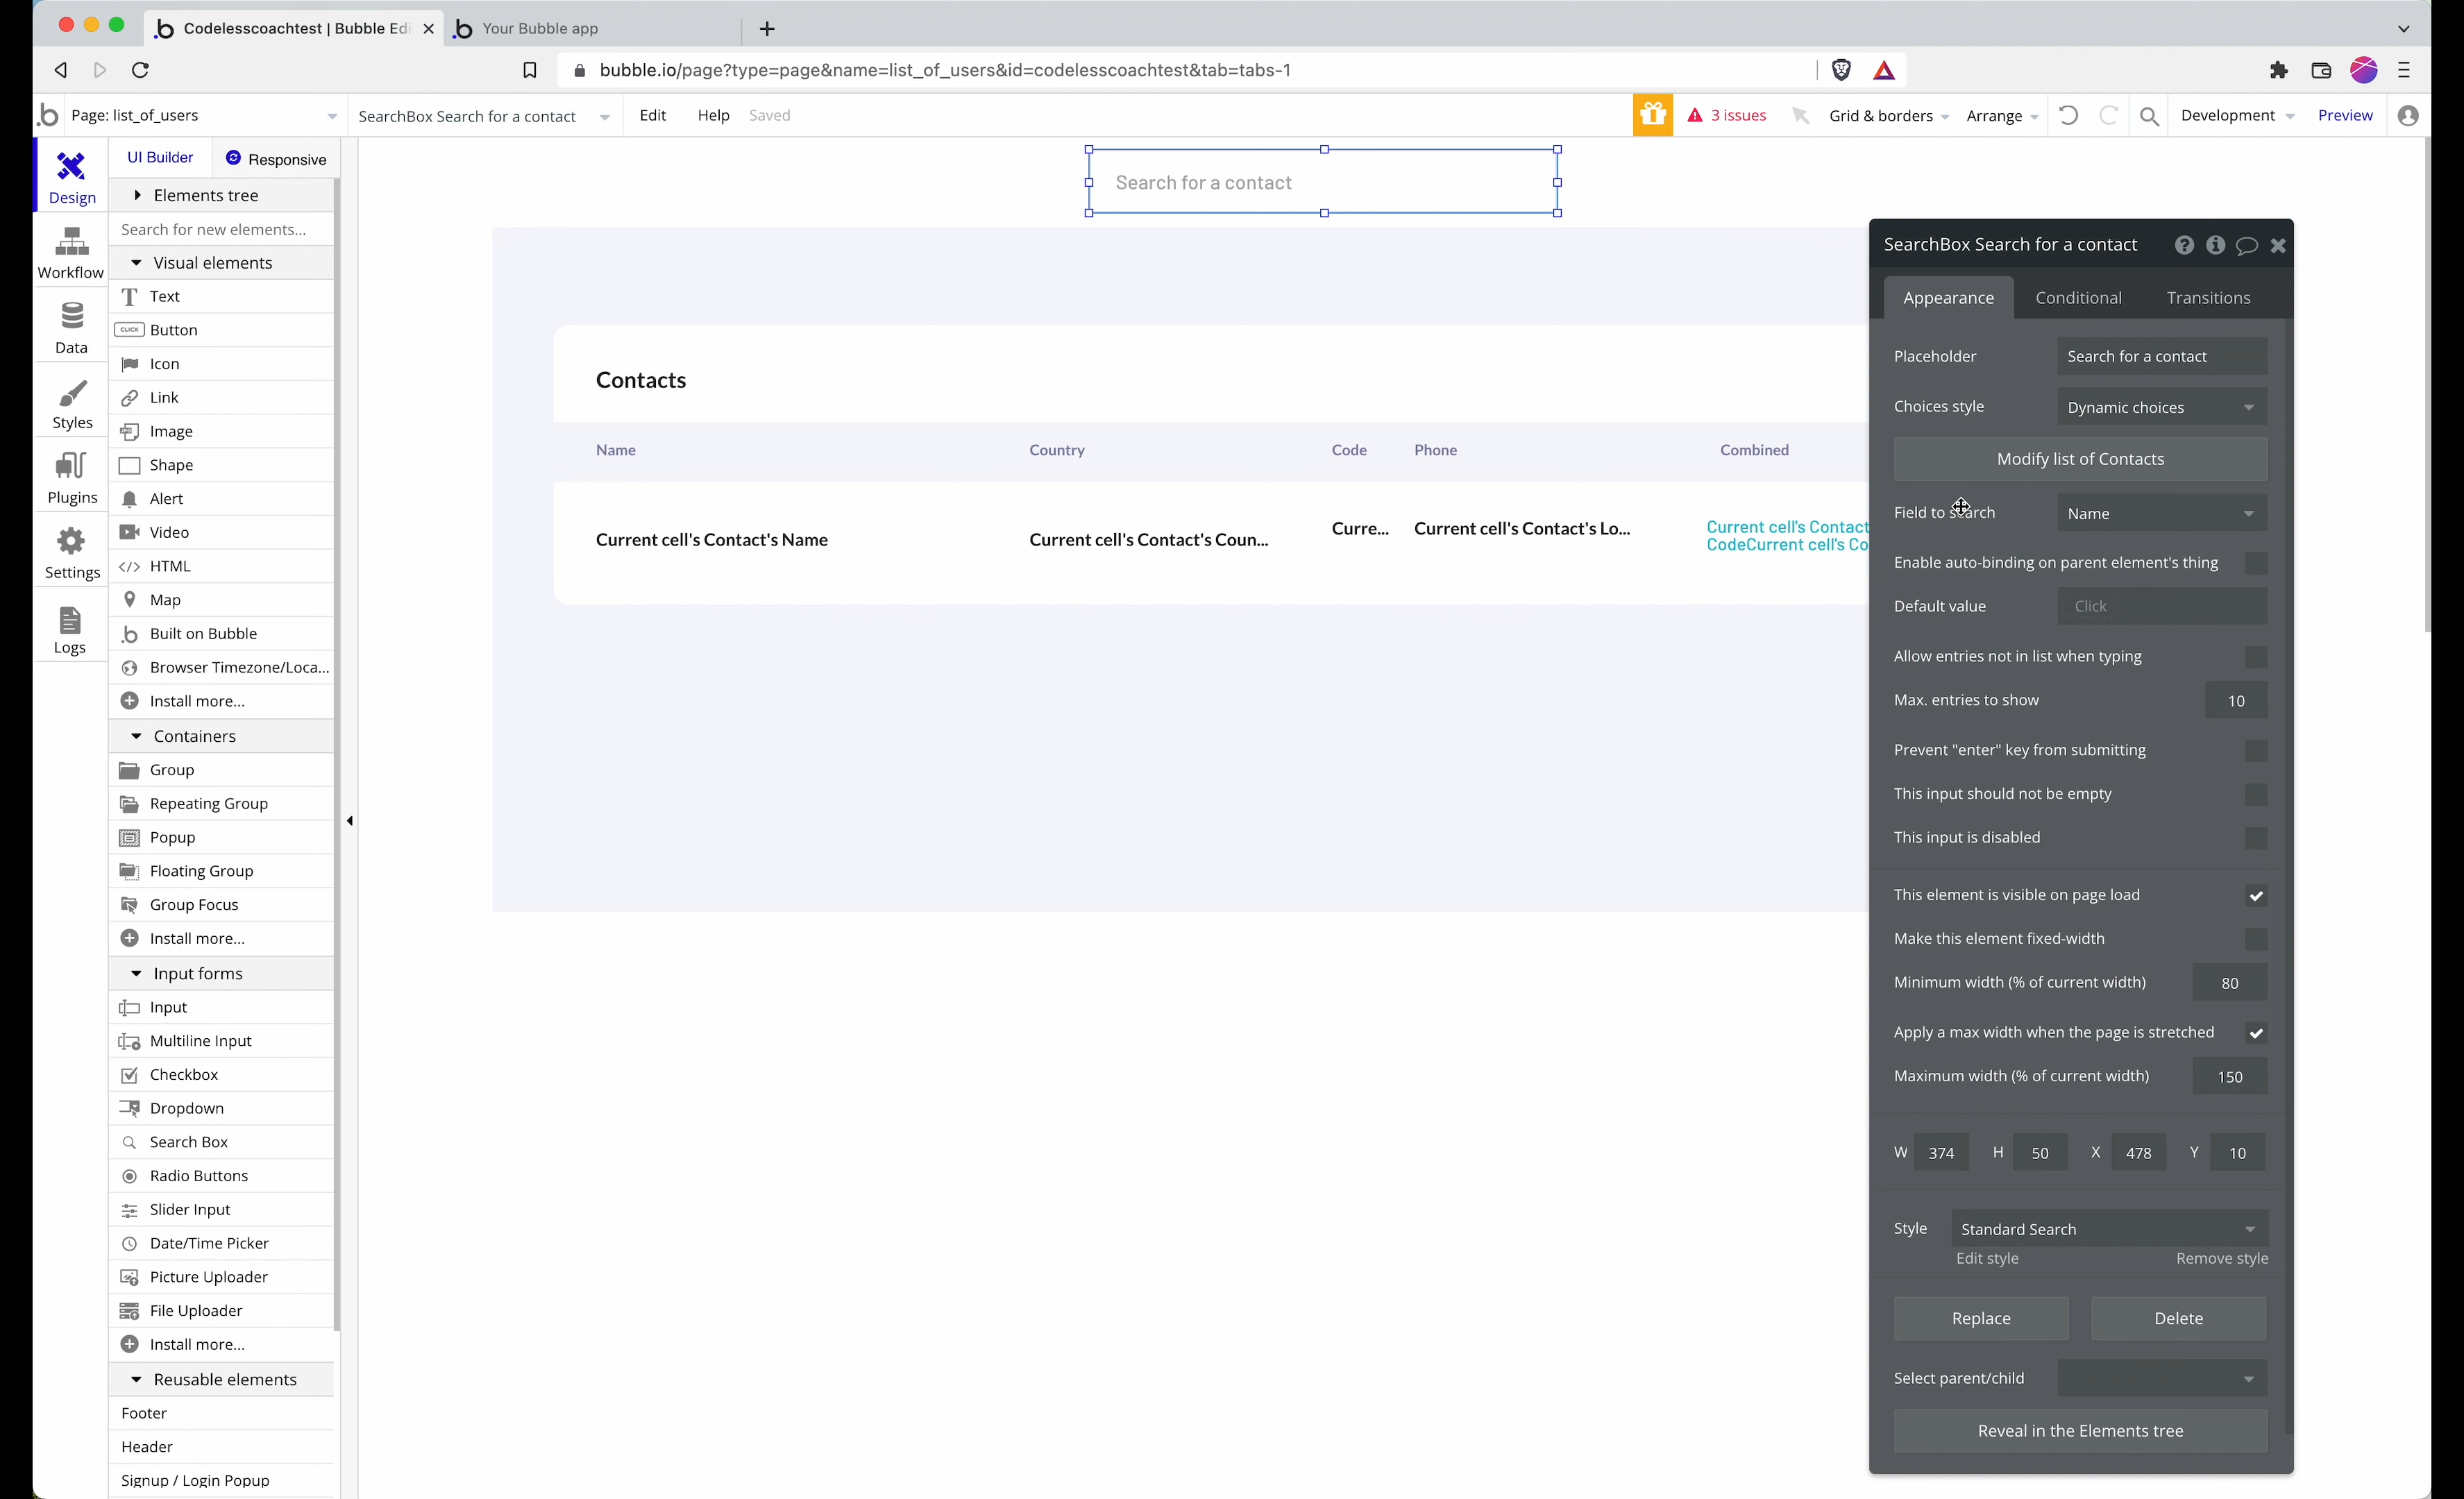 Codelesscoachtest | Bubble Edi
Your Bubble app
bubble.io/page?type=page&name=list_of_users&id=codelesscoachtest&tab=tabs-1
Page: list_of_users
SearchBox Search for a contact
Edit
Help
Saved
3 issues
Grid & borders
Arrange
Development
Preview
Design
Workflow
Data
Styles
Plugins
Settings
Logs
UI Builder
Responsive
Elements tree
Search for new elements...
Visual elements
Text
CLICK Button
Icon
Link
Image
Shape
Alert
Video
HTML
Map
Built on Bubble
Browser Timezone/Loca...
Install more...
Containers
Group
Repeating Group
Popup
Floating Group
Group Focus
Install more...
Input forms
Input
Multiline Input
Checkbox
Dropdown
Search Box
Radio Buttons
Slider Input
Date/Time Picker
Picture Uploader
File Uploader
Install more...
Reusable elements
Footer
Header
Signup / Login Popup
Search for a contact
Contacts
Name
Country
Code
Phone
Combined
Current cell's Contact's Name
Current cell's Contact's Coun...
Curre...
Current cell's Contact's Lo...
Current cell's Contact
CodeCurrent cell's Co
SearchBox Search for a contact
Appearance
Conditional
Transitions
Placeholder
Search for a contact
Choices style
Dynamic choices
Modify list of Contacts
Field to search
Name
Enable auto-binding on parent element's thing
Default value
Click
Allow entries not in list when typing
Max. entries to show
10
Prevent "enter" key from submitting
This input should not be empty
This input is disabled
This element is visible on page load
Make this element fixed-width
Minimum width (% of current width)
80
Apply a max width when the page is stretched
Maximum width (% of current width)
150
W 374 H 50 X 478 Y 10
Style
Standard Search
Edit style
Remove style
Replace
Delete
Select parent/child
Reveal in the Elements tree